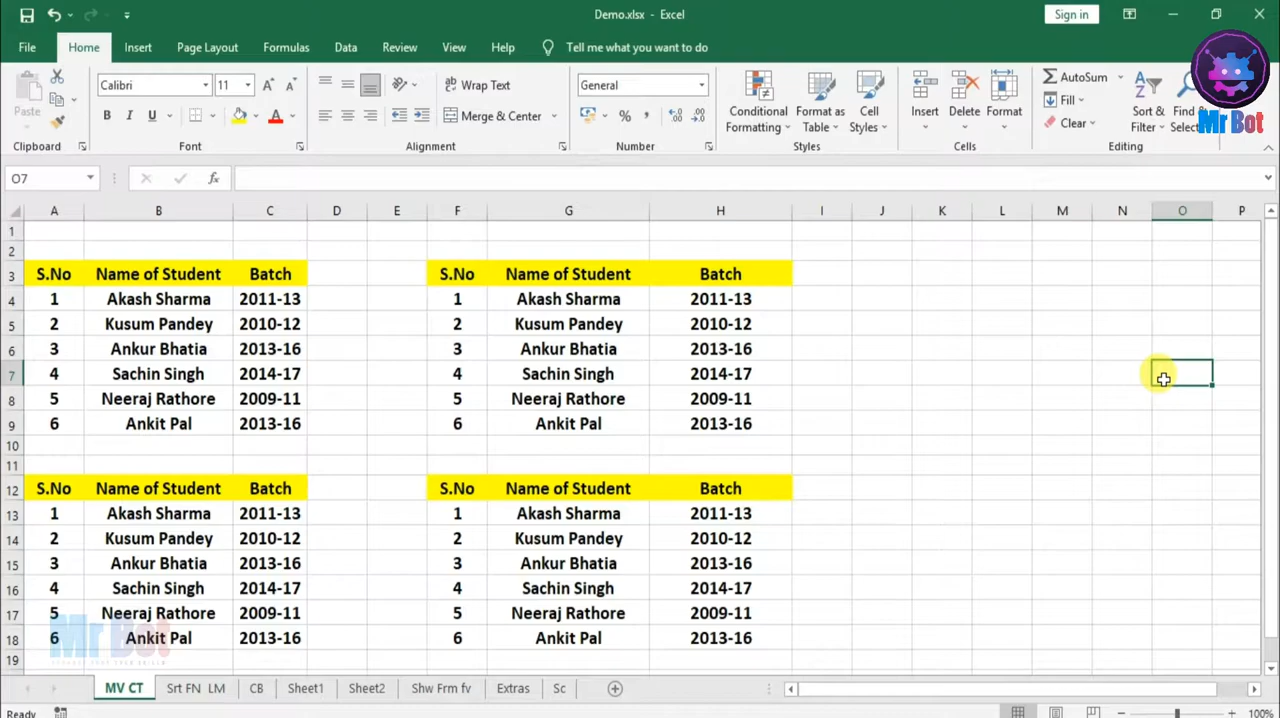 Demo.xlsx - Excel
Sign in
File Home Insert Page Layout Formulas Data Review View Help Tell me what you want to do
Calibri 11 Wrap Text General AutoSum
Paste B I U Merge & Center Conditional Formatting Format as Table Cell Styles Insert Delete Format Fill Clear Sort & Filter Find & Select
Clipboard Font Alignment Number Styles Cells Editing
Mr Bot
O7 fx
A B C D E F G H I J K L M N O P
1
2
3 S.No Name of Student Batch S.No Name of Student Batch
4 1 Akash Sharma 2011-13 1 Akash Sharma 2011-13
5 2 Kusum Pandey 2010-12 2 Kusum Pandey 2010-12
6 3 Ankur Bhatia 2013-16 3 Ankur Bhatia 2013-16
7 4 Sachin Singh 2014-17 4 Sachin Singh 2014-17
8 5 Neeraj Rathore 2009-11 5 Neeraj Rathore 2009-11
9 6 Ankit Pal 2013-16 6 Ankit Pal 2013-16
10
11
12 S.No Name of Student Batch S.No Name of Student Batch
13 1 Akash Sharma 2011-13 1 Akash Sharma 2011-13
14 2 Kusum Pandey 2010-12 2 Kusum Pandey 2010-12
15 3 Ankur Bhatia 2013-16 3 Ankur Bhatia 2013-16
16 4 Sachin Singh 2014-17 4 Sachin Singh 2014-17
17 5 Neeraj Rathore 2009-11 5 Neeraj Rathore 2009-11
18 6 Ankit Pal 2013-16 6 Ankit Pal 2013-16
Mr Bot
19
MV CT Srt FN LM CB Sheet1 Sheet2 Shw Frm fv Extras Sc
Ready 100%